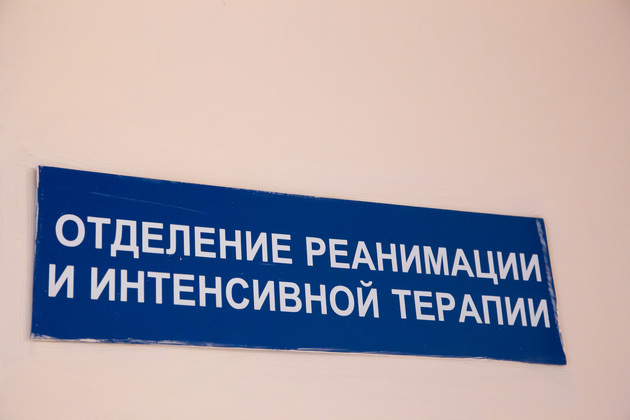 ОТДЕЛЕНИЕ РЕАНИМАЦИИ
И ИНТЕНСИВНОЙ ТЕРАПИИ